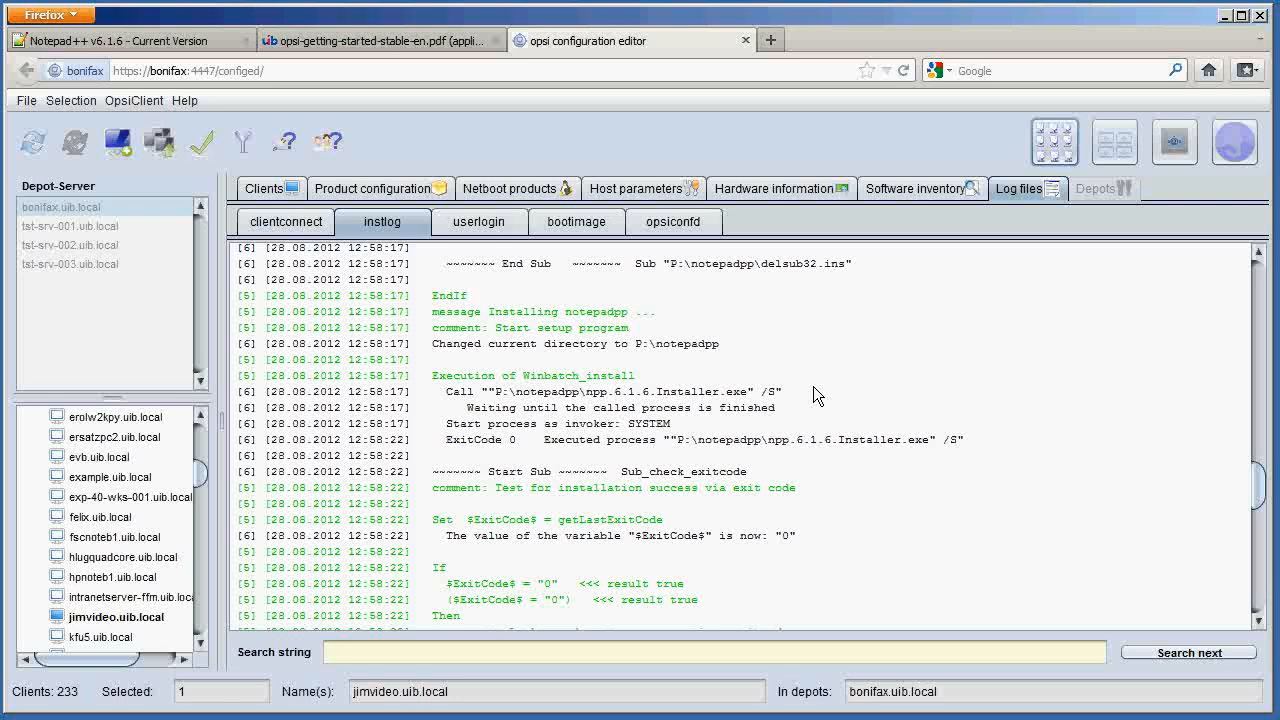 Firefox
Notepad++ v6.1.6 - Current Version
opsi-getting-started-stable-en.pdf (appli...
opsi configuration editor
bonifax
https://bonifax:4447/configed/
Google
File Selection OpsiClient Help
Depot-Server
bonifax.uib.local
tst-srv-001.uib.local
tst-srv-002.uib.local
tst-srv-003.uib.local
erolw2kpy.uib.local
ersatzpc2.uib.local
evb.uib.local
example.uib.local
exp-40-wks-001.uib.local
felix.uib.local
fscnoteb1.uib.local
hlugquadcore.uib.local
hpnoteb1.uib.local
intranetserver-ffm.uib.loc
jimvideo.uib.local
kfu5.uib.local
Clients Product configuration Netboot products Host parameters Hardware information Software inventory Log files Depots
clientconnect instlog userlogin bootimage opsiconfd
[6] [28.08.2012 12:58:17]
[6] [28.08.2012 12:58:17] ~~~~~~~ End Sub ~~~~~~~ Sub "P:\notepadpp\delsub32.ins"
[6] [28.08.2012 12:58:17]
[5] [28.08.2012 12:58:17] EndIf
[5] [28.08.2012 12:58:17] message Installing notepadpp ...
[5] [28.08.2012 12:58:17] comment: Start setup program
[6] [28.08.2012 12:58:17] Changed current directory to P:\notepadpp
[5] [28.08.2012 12:58:17]
[5] [28.08.2012 12:58:17] Execution of Winbatch_install
[6] [28.08.2012 12:58:17] Call ""P:\notepadpp\npp.6.1.6.Installer.exe" /S"
[6] [28.08.2012 12:58:17] Waiting until the called process is finished
[6] [28.08.2012 12:58:17] Start process as invoker: SYSTEM
[6] [28.08.2012 12:58:22] ExitCode 0 Executed process ""P:\notepadpp\npp.6.1.6.Installer.exe" /S"
[6] [28.08.2012 12:58:22]
[6] [28.08.2012 12:58:22] ~~~~~~~ Start Sub ~~~~~~~ Sub_check_exitcode
[5] [28.08.2012 12:58:22] comment: Test for installation success via exit code
[5] [28.08.2012 12:58:22]
[5] [28.08.2012 12:58:22] Set $ExitCode$ = getLastExitCode
[6] [28.08.2012 12:58:22] The value of the variable "$ExitCode$" is now: "0"
[5] [28.08.2012 12:58:22]
[5] [28.08.2012 12:58:22] If
[5] [28.08.2012 12:58:22] $ExitCode$ = "0" <<< result true
[5] [28.08.2012 12:58:22] ($ExitCode$ = "0") <<< result true
[5] [28.08.2012 12:58:22] Then
Search string
Search next
Clients: 233 Selected: 1 Name(s): jimvideo.uib.local In depots: bonifax.uib.local